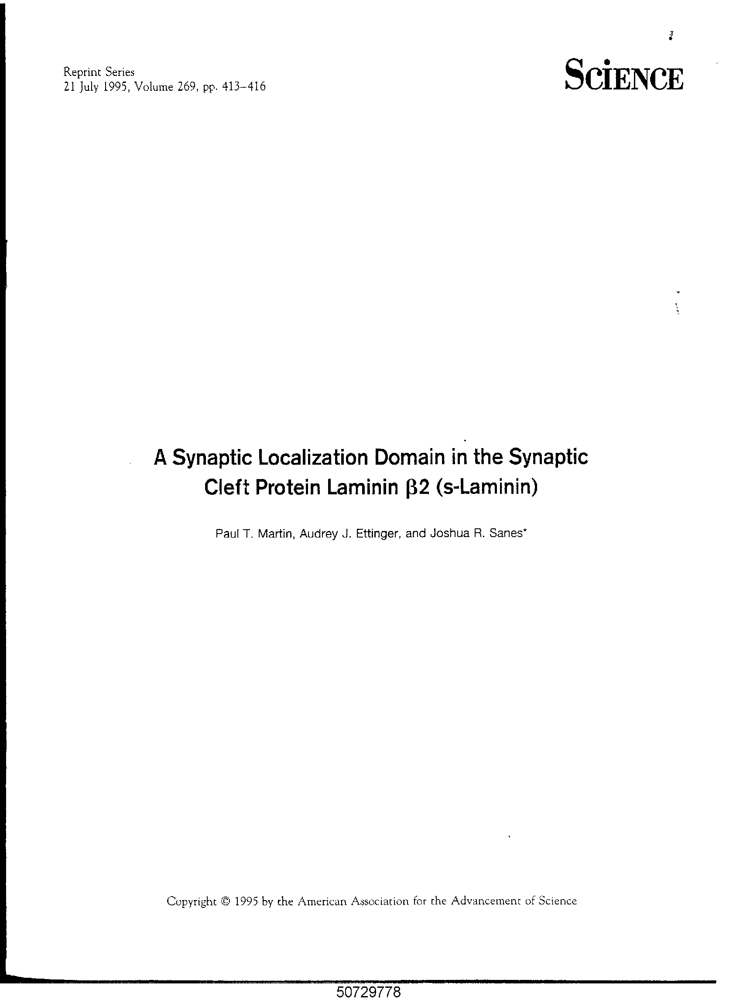 Reprint Series
21 July 1995, Volume 269, pp. 413–416
SCiENCE
A Synaptic Localization Domain in the Synaptic
Cleft Protein Laminin β2 (s-Laminin)
Paul T. Martin, Audrey J. Ettinger, and Joshua R. Sanes*
Copyright © 1995 by the American Association for the Advancement of Science
50729778